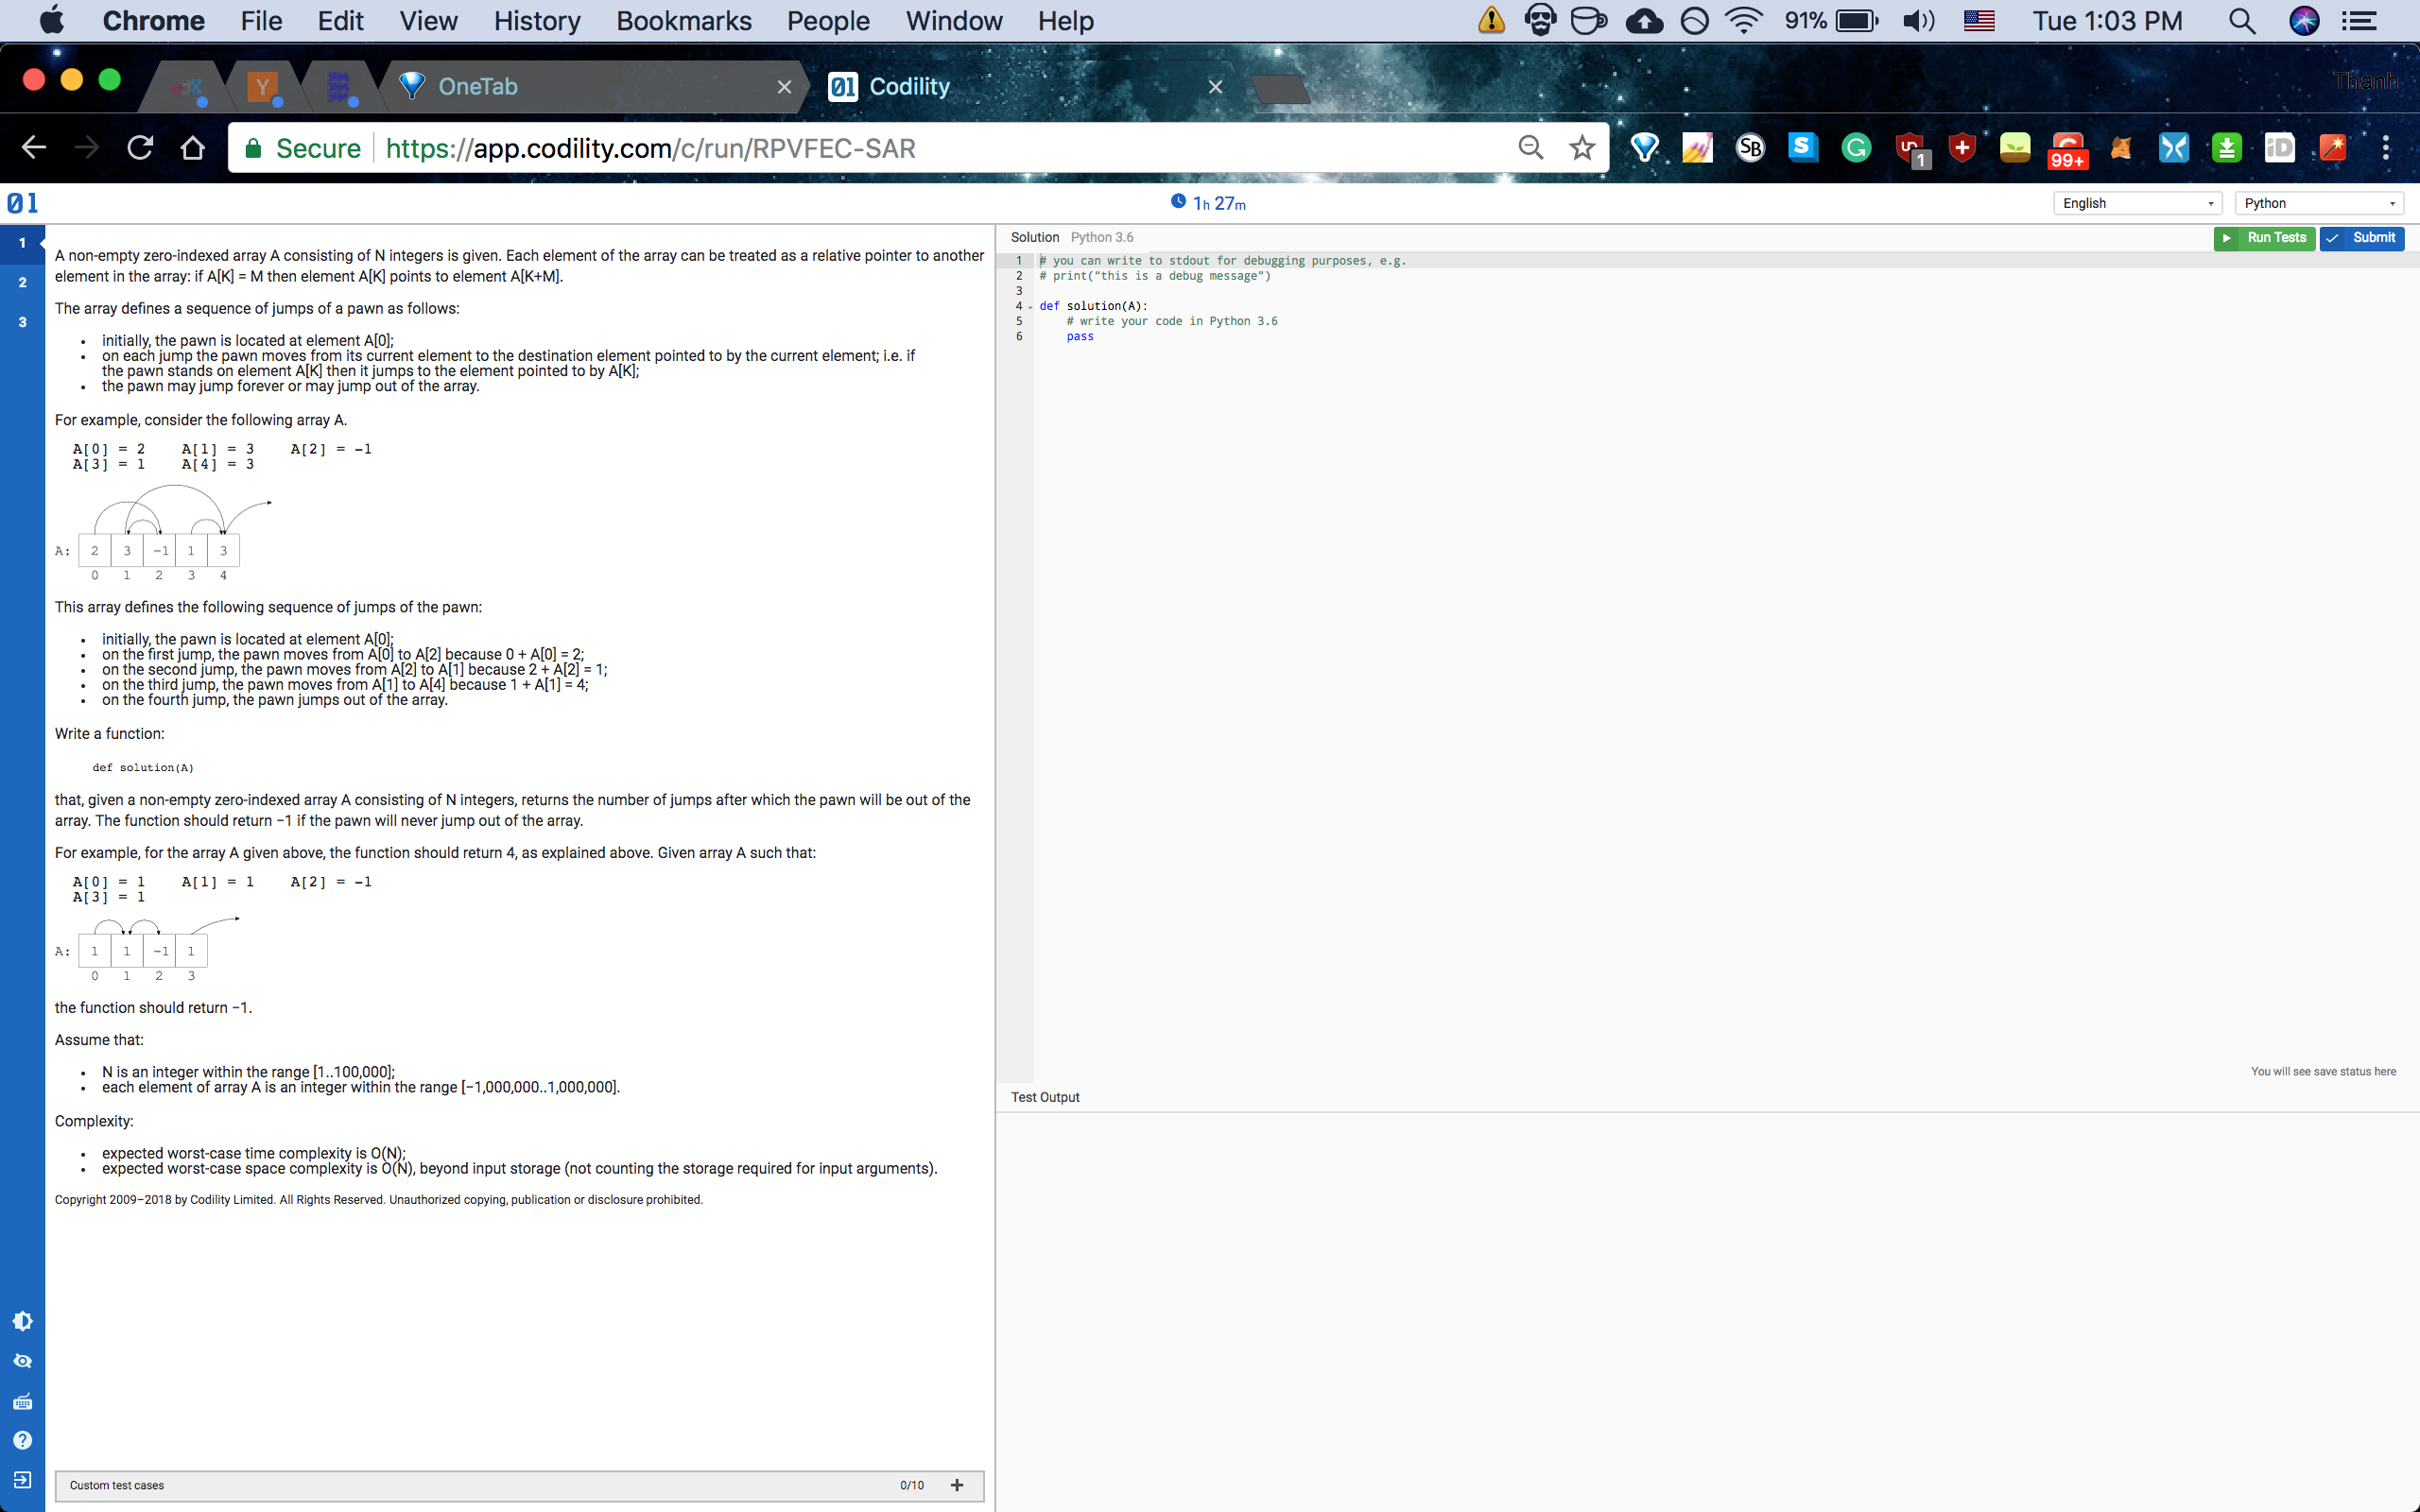 Chrome File Edit View History Bookmarks People Window Help 91% Tue 1:03 PM
Y OneTab 01 Codility Thanh
Secure https://app.codility.com/c/run/RPVFEC-SAR SB S G 1 99+ iD
01 1h 27m English Python
1
2
3
A non-empty zero-indexed array A consisting of N integers is given. Each element of the array can be treated as a relative pointer to another
element in the array: if A[K] = M then element A[K] points to element A[K+M].
The array defines a sequence of jumps of a pawn as follows:
initially, the pawn is located at element A[0];
on each jump the pawn moves from its current element to the destination element pointed to by the current element; i.e. if
the pawn stands on element A[K] then it jumps to the element pointed to by A[K];
the pawn may jump forever or may jump out of the array.
For example, consider the following array A.
A[0] = 2 A[1] = 3 A[2] = -1
A[3] = 1 A[4] = 3
A: 2 3 -1 1 3
0 1 2 3 4
This array defines the following sequence of jumps of the pawn:
initially, the pawn is located at element A[0];
on the first jump, the pawn moves from A[0] to A[2] because 0 + A[0] = 2;
on the second jump, the pawn moves from A[2] to A[1] because 2 + A[2] = 1;
on the third jump, the pawn moves from A[1] to A[4] because 1 + A[1] = 4;
on the fourth jump, the pawn jumps out of the array.
Write a function:
def solution(A)
that, given a non-empty zero-indexed array A consisting of N integers, returns the number of jumps after which the pawn will be out of the
array. The function should return −1 if the pawn will never jump out of the array.
For example, for the array A given above, the function should return 4, as explained above. Given array A such that:
A[0] = 1 A[1] = 1 A[2] = -1
A[3] = 1
A: 1 1 -1 1
0 1 2 3
the function should return −1.
Assume that:
N is an integer within the range [1..100,000];
each element of array A is an integer within the range [−1,000,000..1,000,000].
Complexity:
expected worst-case time complexity is O(N);
expected worst-case space complexity is O(N), beyond input storage (not counting the storage required for input arguments).
Copyright 2009–2018 by Codility Limited. All Rights Reserved. Unauthorized copying, publication or disclosure prohibited.
Custom test cases 0/10 +
Solution Python 3.6 Run Tests Submit
1 # you can write to stdout for debugging purposes, e.g.
2 # print("this is a debug message")
3
4 def solution(A):
5 # write your code in Python 3.6
6 pass
You will see save status here
Test Output